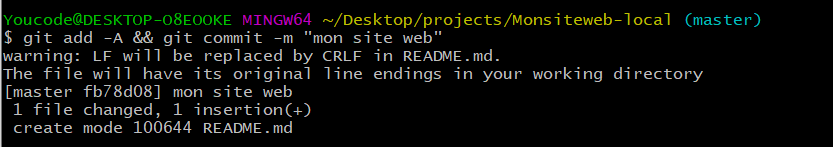 Youcode@DESKTOP-O8EOOKE MINGW64 ~/Desktop/projects/Monsiteweb-local (master)
$ git add -A && git commit -m "mon site web"
warning: LF will be replaced by CRLF in README.md.
The file will have its original line endings in your working directory
[master fb78d08] mon site web
 1 file changed, 1 insertion(+)
 create mode 100644 README.md